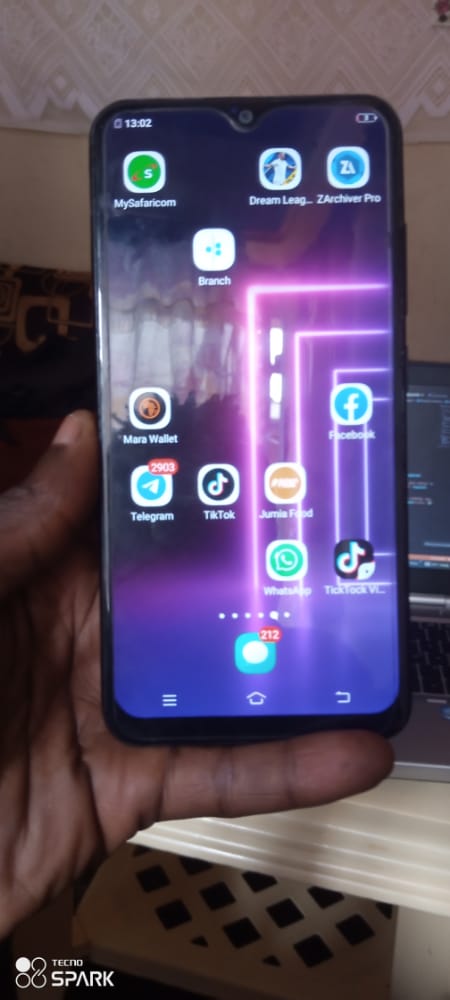 13:02
MySafaricom
Dream Leag...
ZArchiver Pro
S
ZA
Branch
Mara Wallet
Facebook
2903
Telegram
TikTok
Jumia Food
WhatsApp
TickTock Vi...
212
TECNO
SPARK